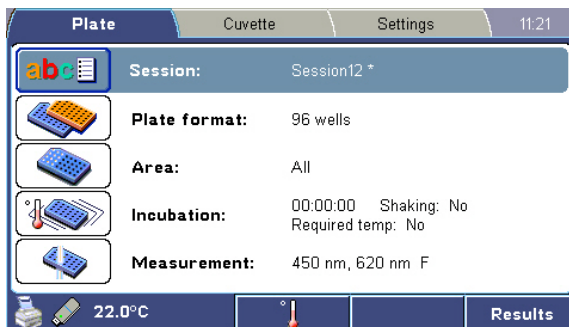 Plate Cuvette Settings 11:21
abc Session: Session12 *
Plate format: 96 wells
Area: All
Incubation: 00:00:00 Shaking: No
Required temp: No
Measurement: 450 nm, 620 nm F
22.0°C ° Results